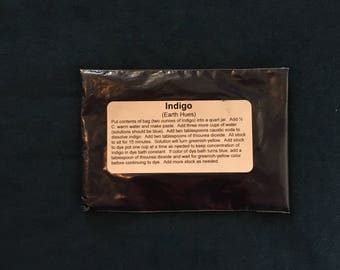 Indigo
(Earth Hues)
Put contents of bag (two ounces of indigo) into a quart jar. Add ½
C. warm water and make paste. Add three more cups of water
(solutions should be blue). Add two tablespoons caustic soda to
dissolve indigo. Add two tablespoons of thiourea dioxide. All stock
to sit for 15 minutes. Solution will turn greenish-yellow. Add stock
to dye pot one cup at a time as needed to keep concentration of
indigo in dye bath constant. If color of dye bath turns blue, add a
tablespoon of thiourea dioxide and wait for greenish-yellow color
before continuing to dye. Add more stock as needed.